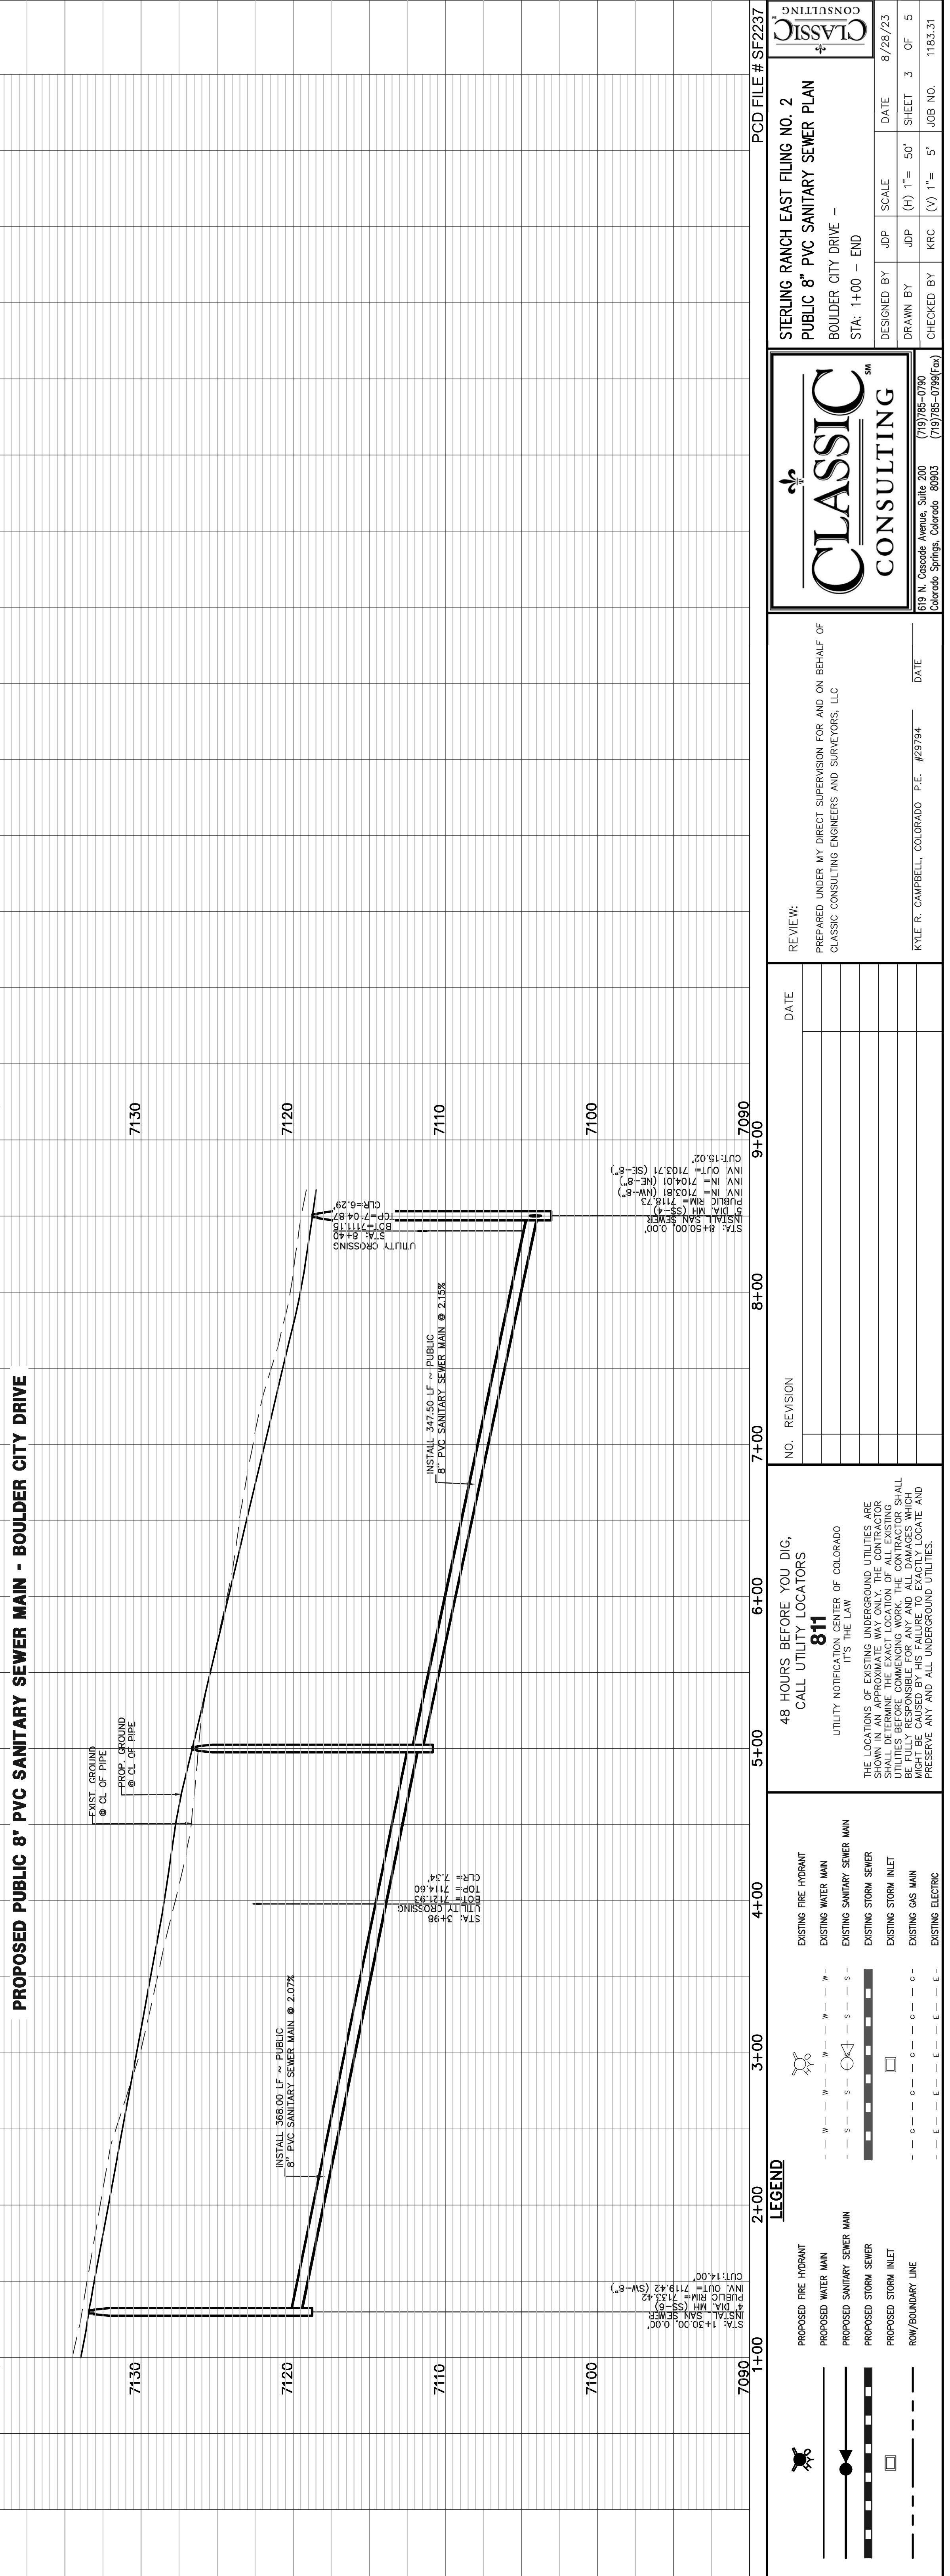 PROPOSED PUBLIC 8' PVC SANITARY SEWER MAIN - BOULDER CITY DRIVE
7130
7120
7110
7100
7090
7130
7120
7110
7100
7090
1+00
2+00
3+00
4+00
5+00
6+00
7+00
8+00
9+00
EXIST. GROUND
@ CL OF PIPE
PROP. GROUND
@ CL OF PIPE
INSTALL 368.00 LF ~ PUBLIC
8" PVC SANITARY SEWER MAIN @ 2.07%
INSTALL 347.50 LF ~ PUBLIC
8" PVC SANITARY SEWER MAIN @ 2.15%
STA: 1+30.00, 0.00'
INSTALL SAN SEWER
4' DIA. MH (SS-6)
PUBLIC RIM= 7133.42
INV. OUT= 7119.42 (SW-8")
CUT:14.00'
STA: 3+98
UTILITY CROSSING
BOT= 7121.93
TOP= 7114.60
CLR= 7.34'
UTILITY CROSSING
STA: 8+40
BOT=7111.15
TOP=7104.87
CLR=6.29'
STA: 8+50.00, 0.00'
INSTALL SAN SEWER
5' DIA. MH (SS-4)
PUBLIC RIM= 7118.73
INV. IN= 7103.81 (NW-8")
INV. IN= 7104.01 (NE-8")
INV. OUT= 7103.71 (SE-8")
CUT:15.02'
PCD FILE # SF2237
LEGEND
PROPOSED FIRE HYDRANT
PROPOSED WATER MAIN
PROPOSED SANITARY SEWER MAIN
PROPOSED STORM SEWER
PROPOSED STORM INLET
ROW/BOUNDARY LINE
W W W W
S S S
G G G G
E E E E
EXISTING FIRE HYDRANT
EXISTING WATER MAIN
EXISTING SANITARY SEWER MAIN
EXISTING STORM SEWER
EXISTING STORM INLET
EXISTING GAS MAIN
EXISTING ELECTRIC
48 HOURS BEFORE YOU DIG,
CALL UTILITY LOCATORS
811
UTILITY NOTIFICATION CENTER OF COLORADO
IT'S THE LAW
THE LOCATIONS OF EXISTING UNDERGROUND UTILITIES ARE
SHOWN IN AN APPROXIMATE WAY ONLY. THE CONTRACTOR
SHALL DETERMINE THE EXACT LOCATION OF ALL EXISTING
UTILITIES BEFORE COMMENCING WORK. THE CONTRACTOR SHALL
BE FULLY RESPONSIBLE FOR ANY AND ALL DAMAGES WHICH
MIGHT BE CAUSED BY HIS FAILURE TO EXACTLY LOCATE AND
PRESERVE ANY AND ALL UNDERGROUND UTILITIES.
NO. REVISION DATE
REVIEW:
PREPARED UNDER MY DIRECT SUPERVISION FOR AND ON BEHALF OF
CLASSIC CONSULTING ENGINEERS AND SURVEYORS, LLC
KYLE R. CAMPBELL, COLORADO P.E. #29794 DATE
CLASSIC SM
CONSULTING
619 N. Cascade Avenue, Suite 200 (719)785-0790
Colorado Springs, Colorado 80903 (719)785-0799(Fax)
STERLING RANCH EAST FILING NO. 2
PUBLIC 8" PVC SANITARY SEWER PLAN
BOULDER CITY DRIVE -
STA: 1+00 - END
DESIGNED BY JDP SCALE DATE 8/28/23
DRAWN BY JDP (H) 1"= 50' SHEET 3 OF 5
CHECKED BY KRC (V) 1"= 5' JOB NO. 1183.31
CLASSIC
CONSULTING